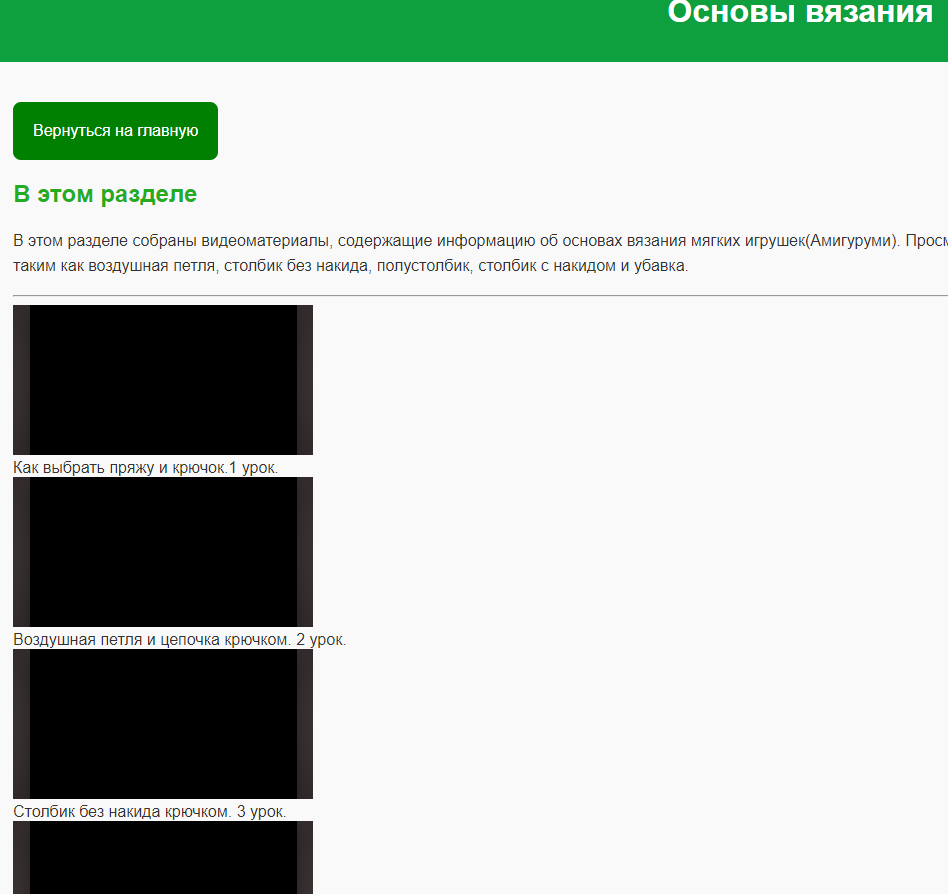 Основы вязания
Вернуться на главную
В этом разделе
В этом разделе собраны видеоматериалы, содержащие информацию об основах вязания мягких игрушек(Амигуруми).
таким как воздушная петля, столбик без накида, полустолбик, столбик с накидом и убавка.
Как выбрать пряжу и крючок.1 урок.
Воздушная петля и цепочка крючком. 2 урок.
Столбик без накида крючком. 3 урок.